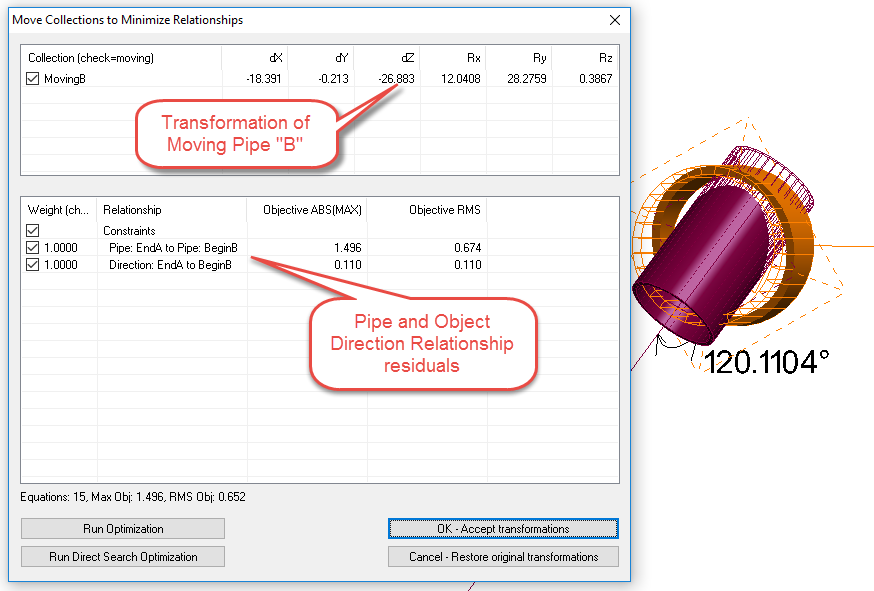 Move Collections to Minimize Relationships
Collection (check=moving) dX dY dZ Rx Ry Rz
MovingB -18.391 -0.213 -26.883 12.0408 28.2759 0.3867
Transformation of
Moving Pipe "B"
Weight (ch... Relationship Objective ABS(MAX) Objective RMS
Constraints
1.0000 Pipe: EndA to Pipe: BeginB 1.496 0.674
1.0000 Direction: EndA to BeginB 0.110 0.110
Pipe and Object
Direction Relationship
residuals
120.1104°
Equations: 15, Max Obj: 1.496, RMS Obj: 0.652
Run Optimization OK - Accept transformations
Run Direct Search Optimization Cancel - Restore original transformations